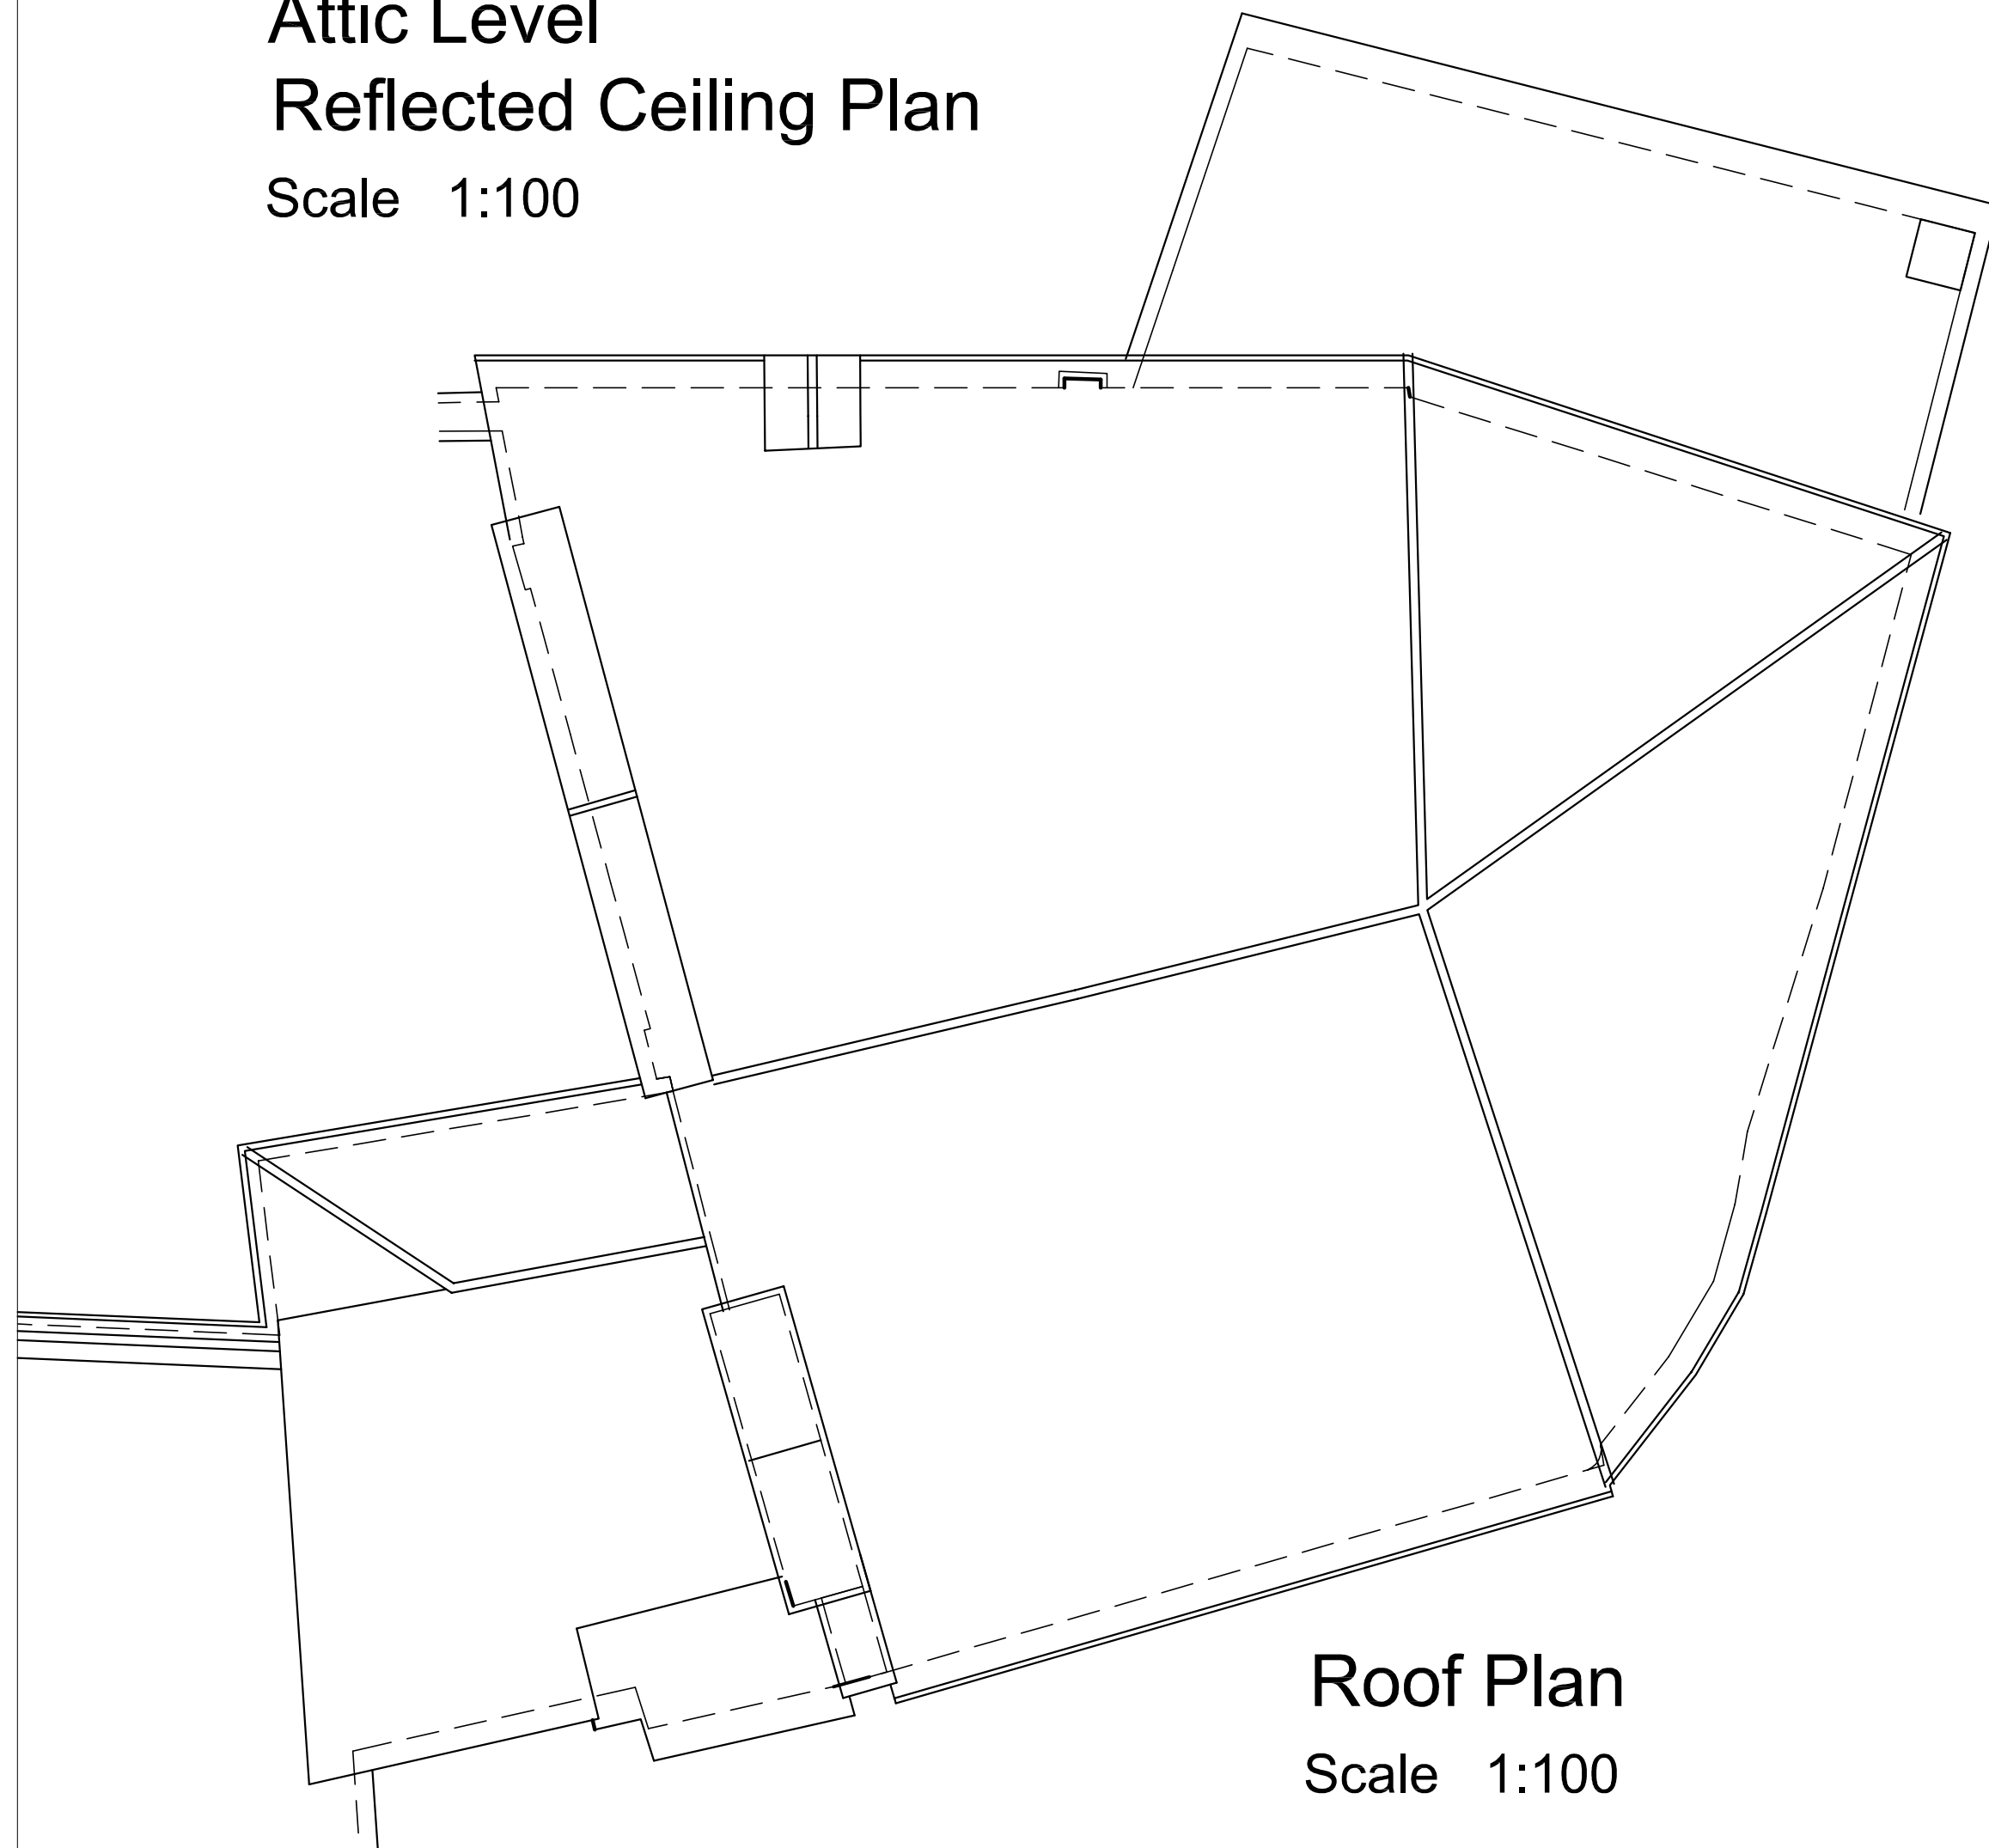 Attic Level
Reflected Ceiling Plan
Scale 1:100
Roof Plan
Scale 1:100